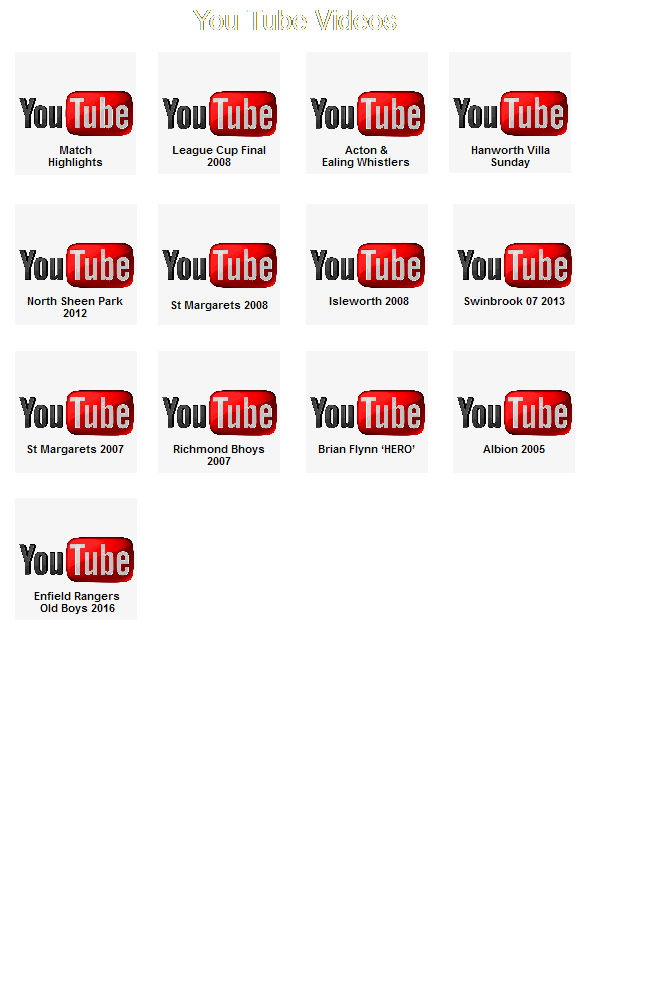 You Tube Videos
YouTube YouTube YouTube YouTube
Match
Highlights
League Cup Final
2008
Acton &
Ealing Whistlers
Hanworth Villa
Sunday
YouTube YouTube YouTube YouTube
North Sheen Park
2012
St Margarets 2008
Isleworth 2008
Swinbrook 07 2013
YouTube YouTube YouTube YouTube
St Margarets 2007
Richmond Bhoys
2007
Brian Flynn ‘HERO’
Albion 2005
YouTube
Enfield Rangers
Old Boys 2016